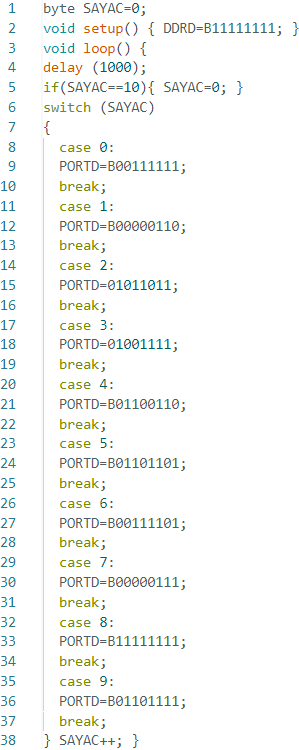 1 byte SAYAC=0;
2 void setup() { DDRD=B11111111; }
3 void loop() {
4 delay (1000);
5 if(SAYAC==10){ SAYAC=0; }
6 switch (SAYAC)
7 {
8 case 0:
9 PORTD=B00111111;
10 break;
11 case 1:
12 PORTD=B00000110;
13 break;
14 case 2:
15 PORTD=01011011;
16 break;
17 case 3:
18 PORTD=01001111;
19 break;
20 case 4:
21 PORTD=B01100110;
22 break;
23 case 5:
24 PORTD=B01101101;
25 break;
26 case 6:
27 PORTD=B00111101;
28 break;
29 case 7:
30 PORTD=B00000111;
31 break;
32 case 8:
33 PORTD=B11111111;
34 break;
35 case 9:
36 PORTD=B01101111;
37 break;
38 } SAYAC++; }